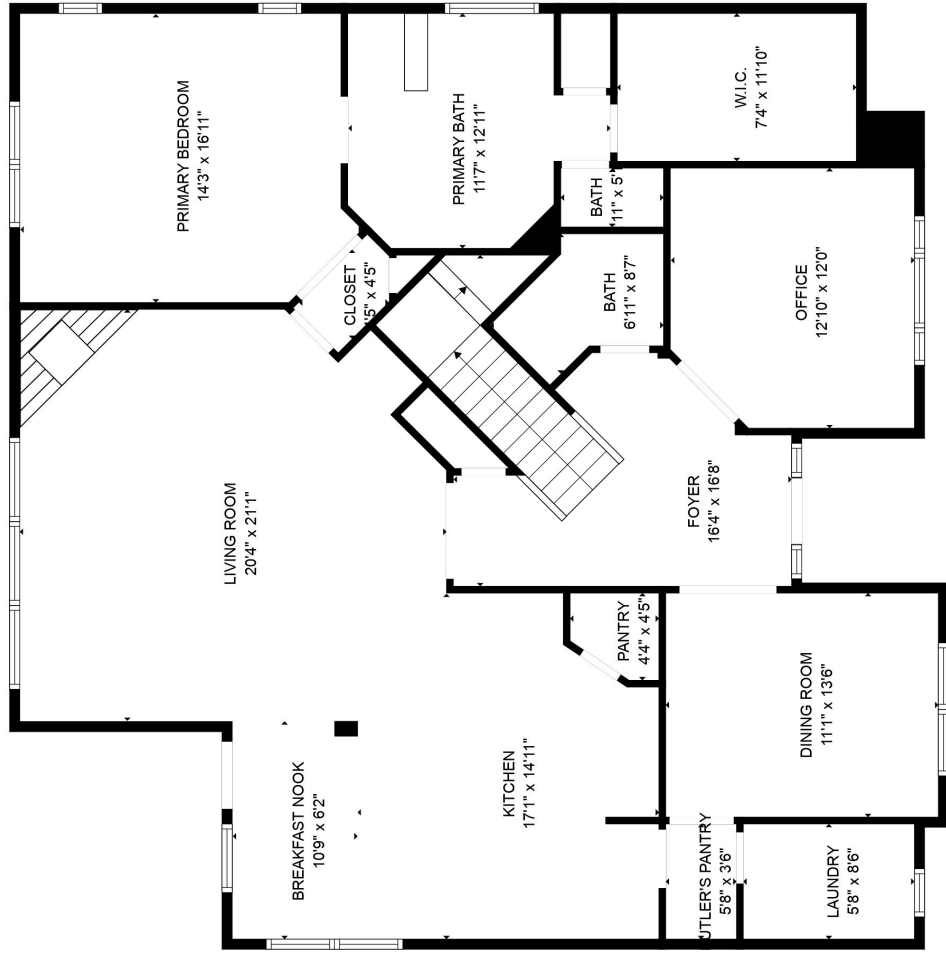 PRIMARY BEDROOM
14'3" x 16'11"
PRIMARY BATH
11'7" x 12'11"
W.I.C.
7'4" x 11'10"
BATH
11" x 5'
CLOSET
5" x 4'5"
BATH
6'11" x 8'7"
OFFICE
12'10" x 12'0"
LIVING ROOM
20'4" x 21'1"
FOYER
16'4" x 16'8"
PANTRY
4'4" x 4'5"
DINING ROOM
11'1" x 13'6"
KITCHEN
17'1" x 14'11"
BREAKFAST NOOK
10'9" x 6'2"
UTLER'S PANTRY
5'8" x 3'6"
LAUNDRY
5'8" x 8'6"